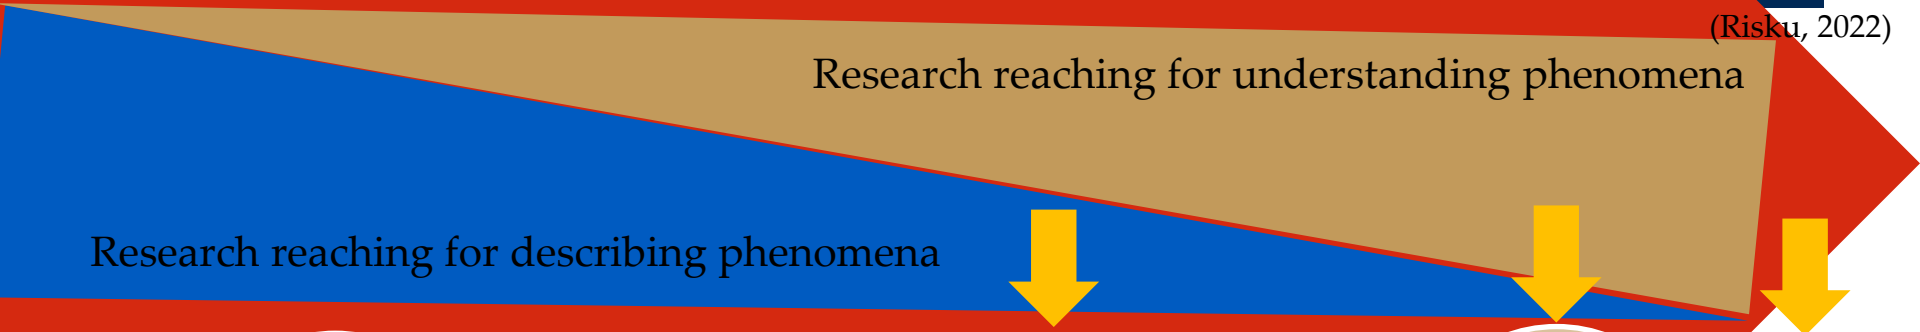 (Risku, 2022)
Research reaching for understanding phenomena
Research reaching for describing phenomena